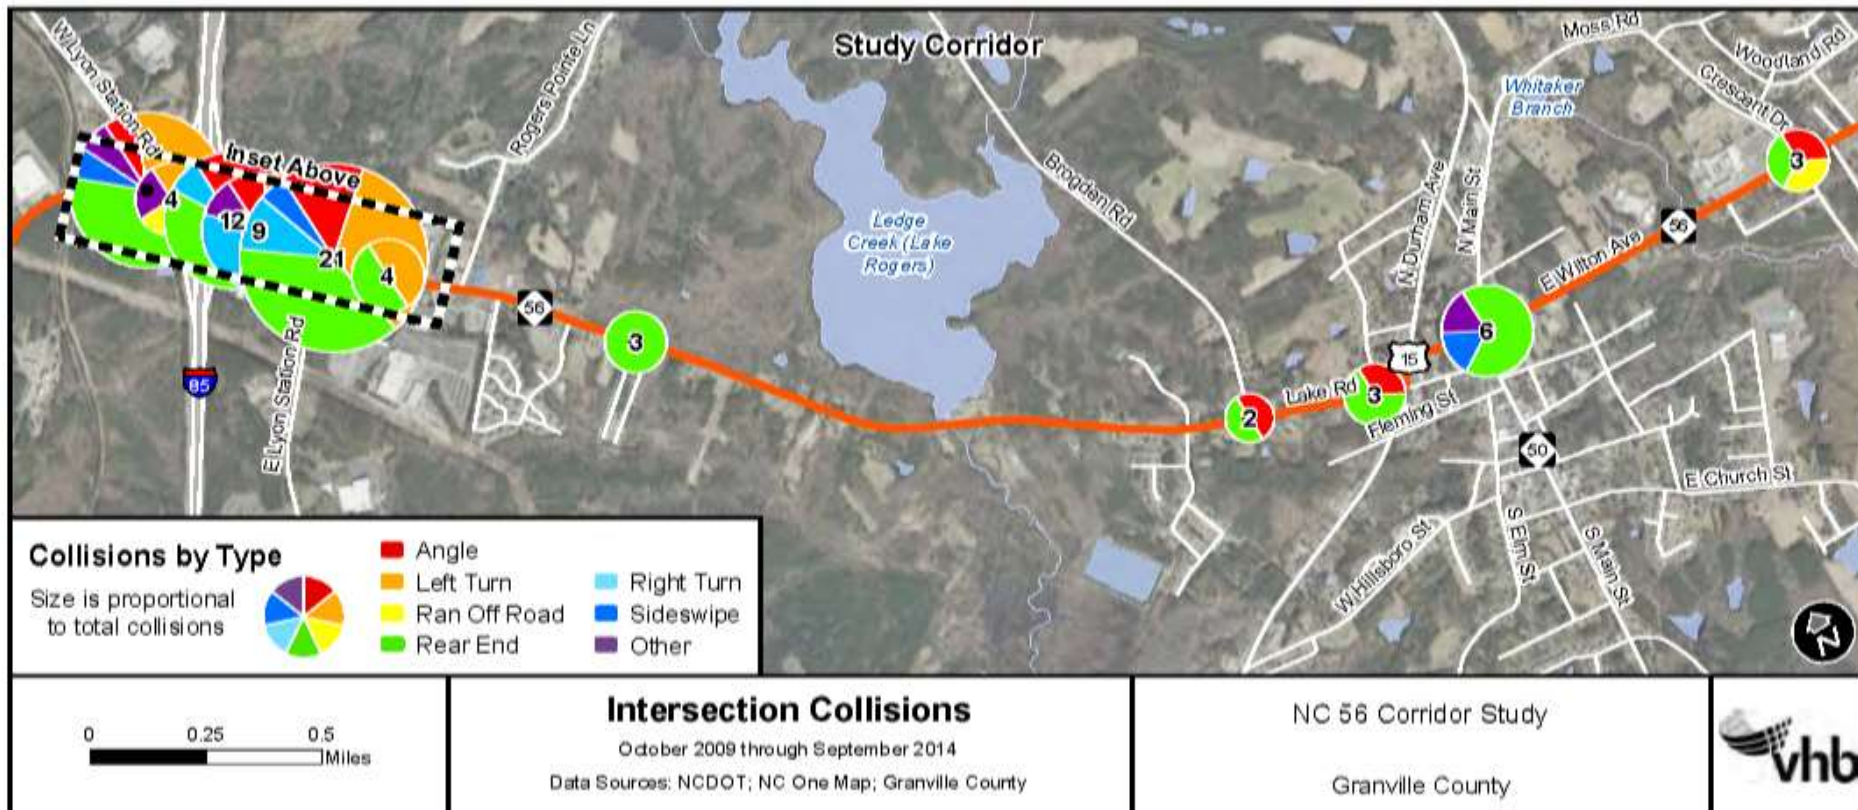 Study Corridor
W Lyon Station Rd
Rogers Pointe Ln
Moss Rd
Woodland Rd
Crescent Dr
Whitaker
Branch
Inset Above
Brogden Rd
N Durham Ave
N Main St
3
4
12
9
21
4
Ledge
Creek (Lake
Rogers)
56
E Wilton Ave
56
3
6
15
85
E Lyon Station Rd
2
Lake Rd
3
Fleming St
50
E Church St
W Hillsboro St
S Elm St
S Main St
Collisions by Type
Size is proportional
to total collisions
Angle
Left Turn
Ran Off Road
Rear End
Right Turn
Sideswipe
Other
N
0 0.25 0.5
Miles
Intersection Collisions
October 2009 through September 2014
Data Sources: NCDOT; NC One Map; Granville County
NC 56 Corridor Study
Granville County
vhb